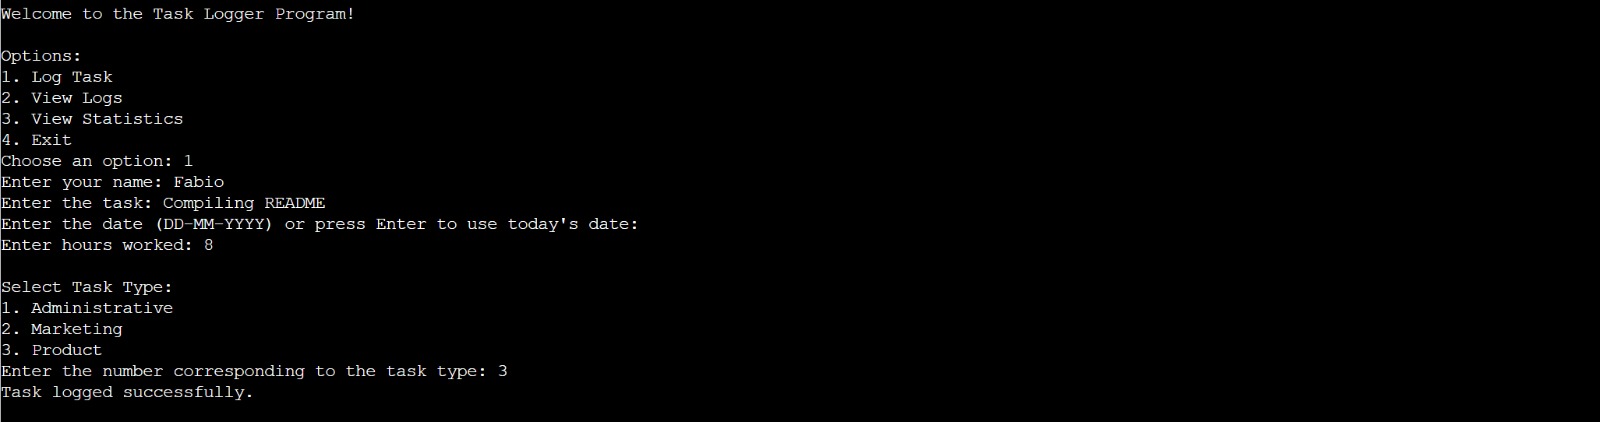 Welcome to the Task Logger Program!
Options:
1. Log Task
2. View Logs
3. View Statistics
4. Exit
Choose an option: 1
Enter your name: Fabio
Enter the task: Compiling README
Enter the date (DD-MM-YYYY) or press Enter to use today's date:
Enter hours worked: 8
Select Task Type:
1. Administrative
2. Marketing
3. Product
Enter the number corresponding to the task type: 3
Task logged successfully.